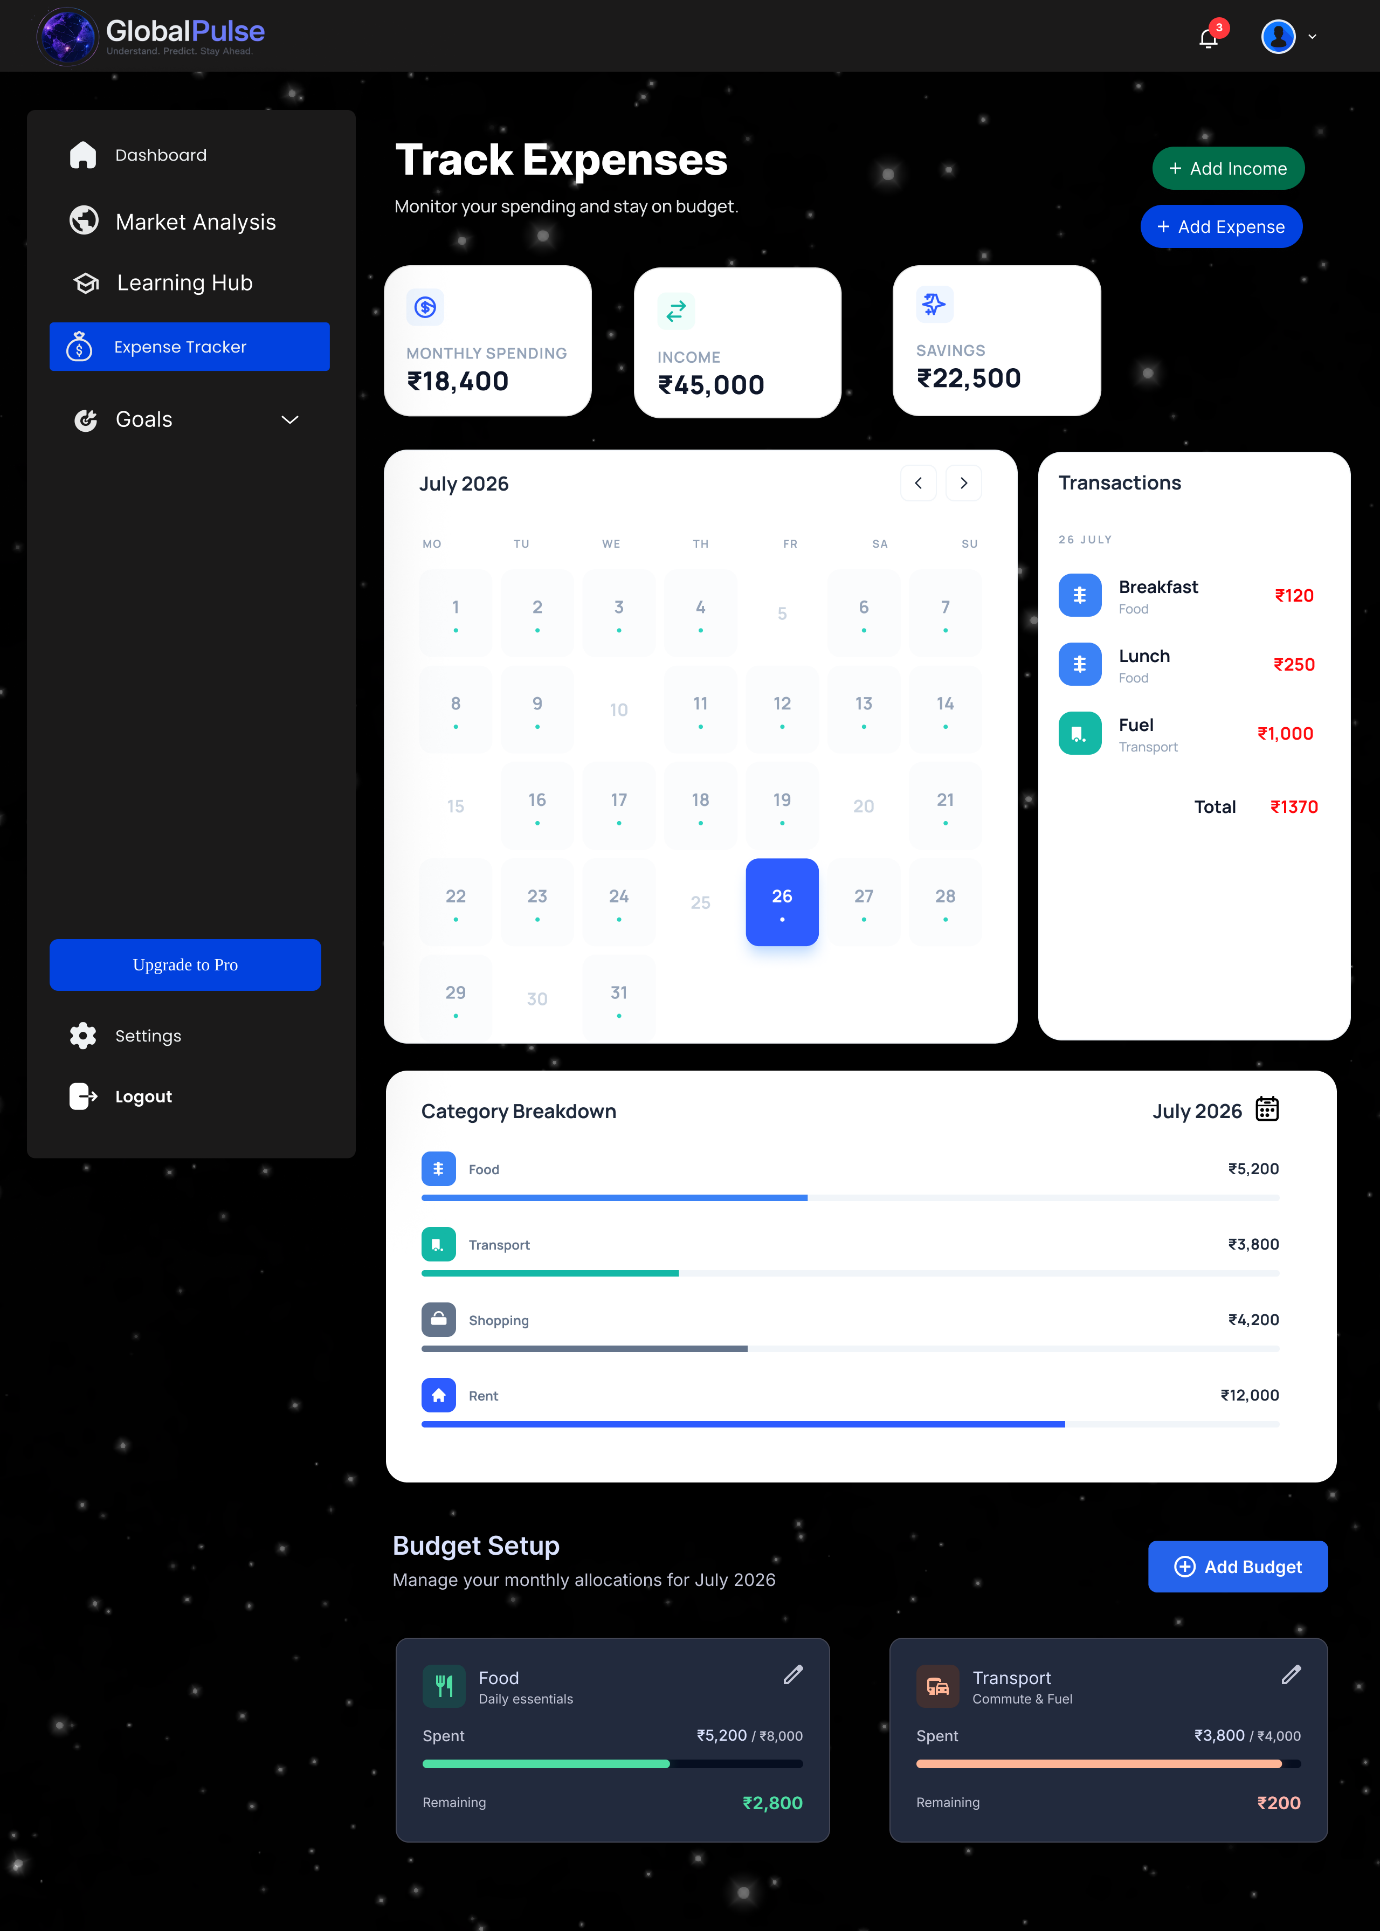 GlobalPulse
Understand. Predict. Stay Ahead.
3
Dashboard
Market Analysis
Learning Hub
Expense Tracker
Goals
Upgrade to Pro
Settings
Logout
Track Expenses
Monitor your spending and stay on budget.
+ Add Income
+ Add Expense
MONTHLY SPENDING
₹18,400
INCOME
₹45,000
SAVINGS
₹22,500
July 2026
MO TU WE TH FR SA SU
1 2 3 4 5 6 7
8 9 10 11 12 13 14
15 16 17 18 19 20 21
22 23 24 25 26 27 28
29 30 31
Transactions
26 JULY
Breakfast ₹120
Food
Lunch ₹250
Food
Fuel ₹1,000
Transport
Total ₹1370
Category Breakdown July 2026
Food ₹5,200
Transport ₹3,800
Shopping ₹4,200
Rent ₹12,000
Budget Setup
Manage your monthly allocations for July 2026
Add Budget
Food
Daily essentials
Spent ₹5,200 / ₹8,000
Remaining ₹2,800
Transport
Commute & Fuel
Spent ₹3,800 / ₹4,000
Remaining ₹200